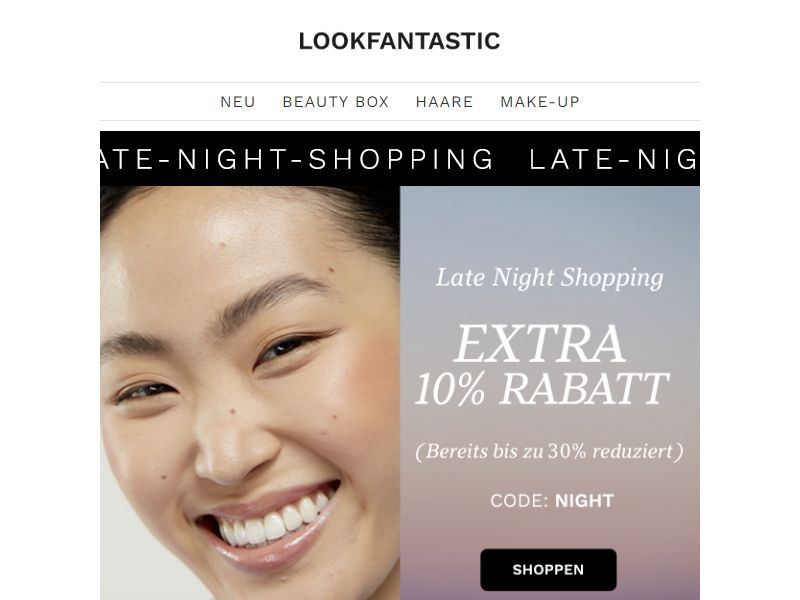 LOOKFANTASTIC
NEU BEAUTY BOX HAARE MAKE-UP
ATE-NIGHT-SHOPPING LATE-NIG
Late Night Shopping
EXTRA
10% RABATT
(Bereits bis zu 30% reduziert)
CODE: NIGHT
SHOPPEN